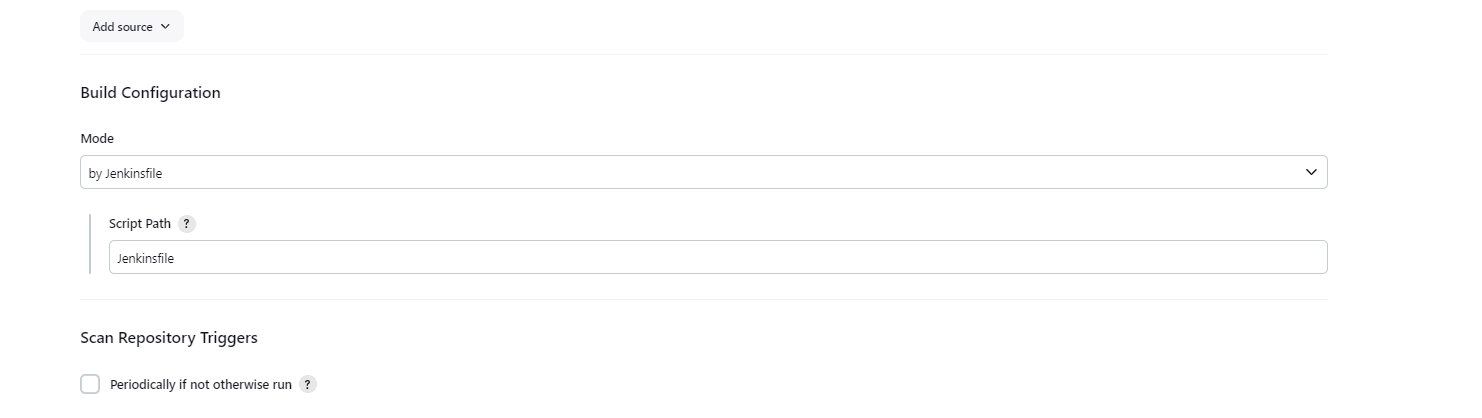 Add source
Build Configuration
Mode
by Jenkinsfile
Script Path ?
Jenkinsfile
Scan Repository Triggers
Periodically if not otherwise run ?